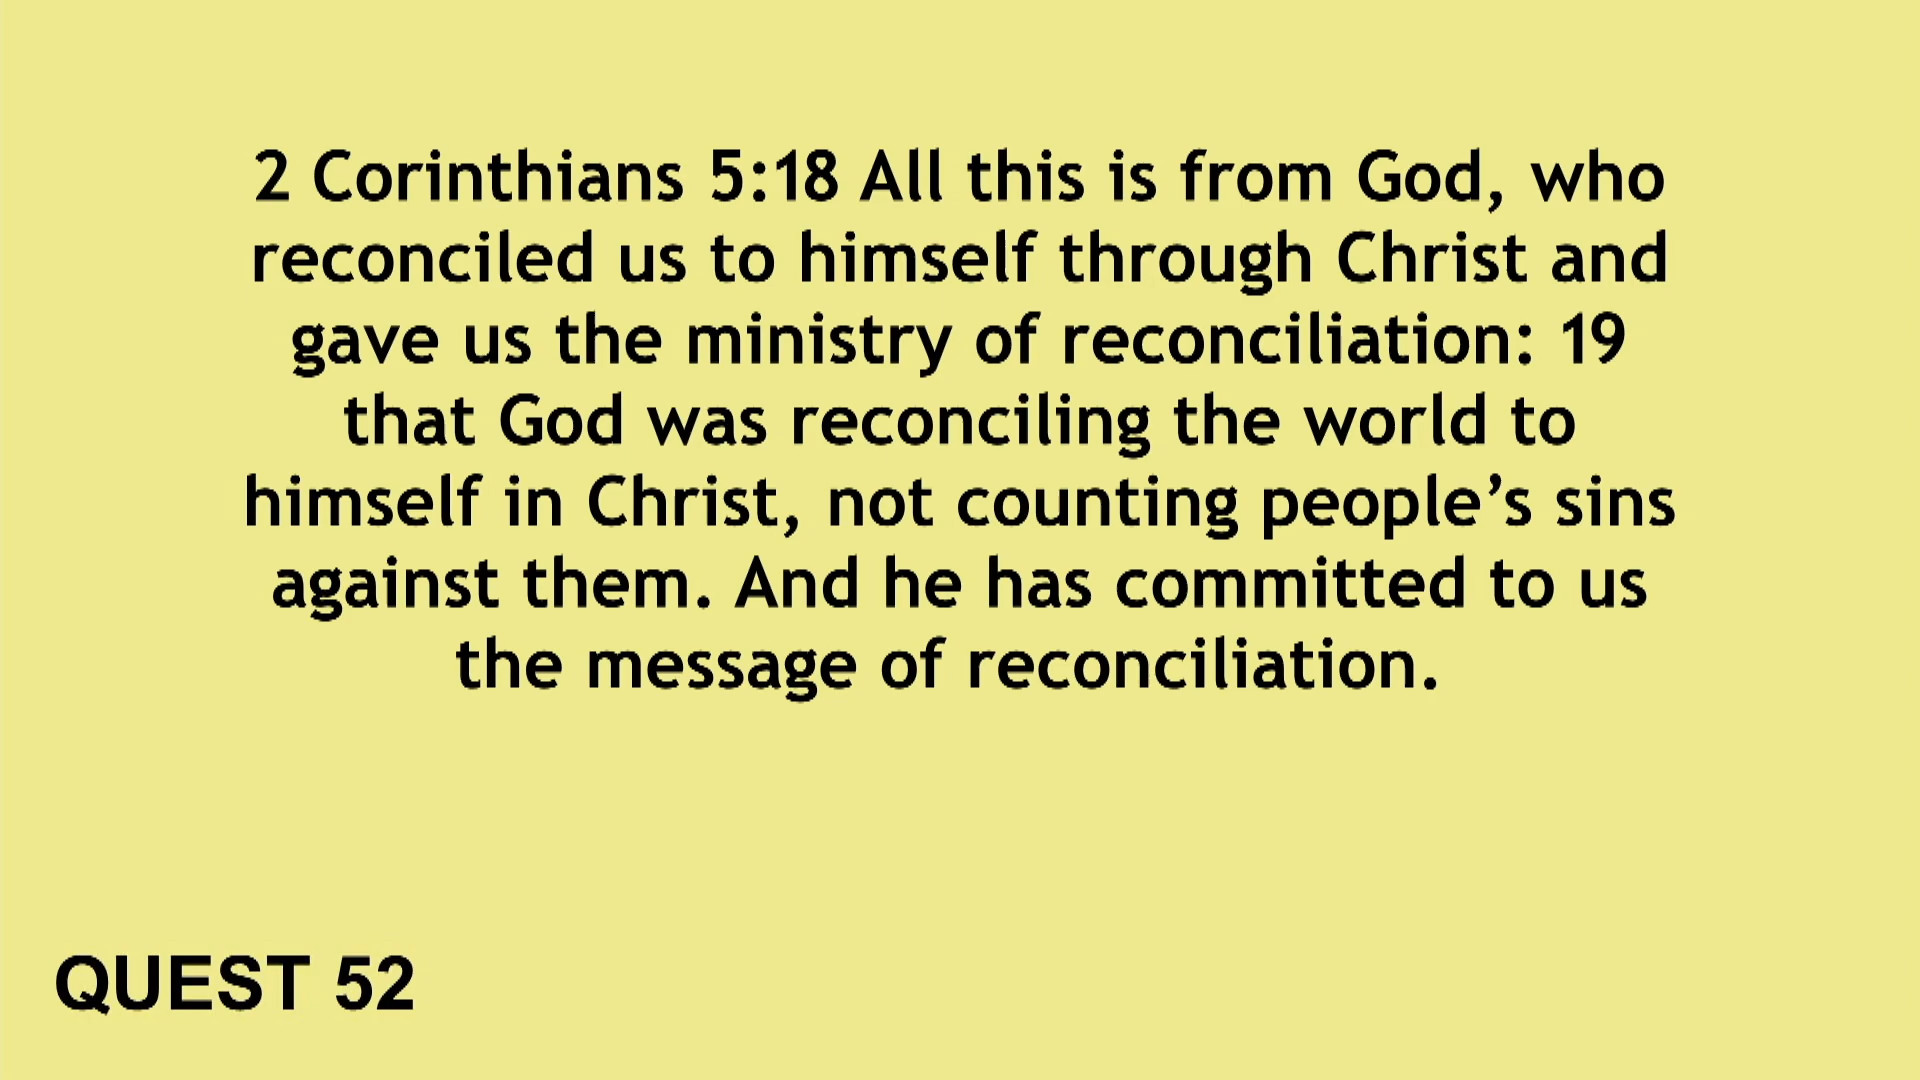 2 Corinthians 5:18 All this is from God, who
reconciled us to himself through Christ and
gave us the ministry of reconciliation: 19
that God was reconciling the world to
himself in Christ, not counting people’s sins
against them. And he has committed to us
the message of reconciliation.
QUEST 52